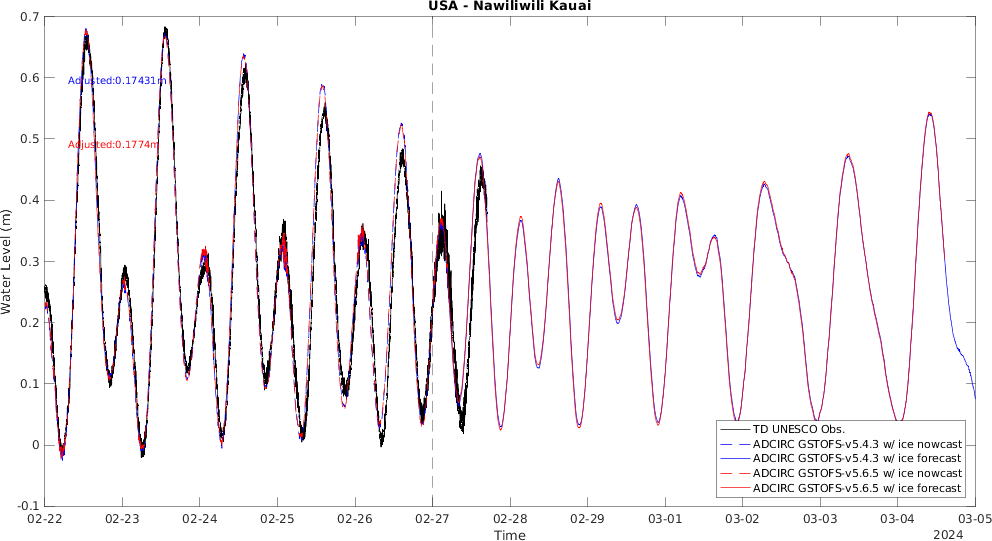 USA - Nawiliwili Kauai
0.7
0.6
0.5
0.4
0.3
0.2
0.1
0
-0.1
Water Level (m)
Adjusted:0.17431m
Adjusted:0.1774m
TD UNESCO Obs.
ADCIRC GSTOFS-v5.4.3 w/ ice nowcast
ADCIRC GSTOFS-v5.4.3 w/ ice forecast
ADCIRC GSTOFS-v5.6.5 w/ ice nowcast
ADCIRC GSTOFS-v5.6.5 w/ ice forecast
02-22 02-23 02-24 02-25 02-26 02-27 02-28 02-29 03-01 03-02 03-03 03-04 03-05
Time
2024